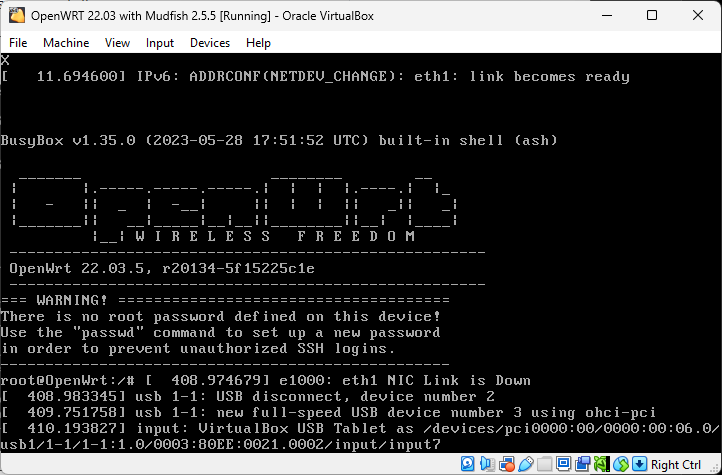 OpenWRT 22.03 with Mudfish 2.5.5 [Running] - Oracle VirtualBox
File Machine View Input Devices Help
X
[   11.694600] IPv6: ADDRCONF(NETDEV_CHANGE): eth1: link becomes ready
BusyBox v1.35.0 (2023-05-28 17:51:52 UTC) built-in shell (ash)
OpenWrt
W I R E L E S S   F R E E D O M
OpenWrt 22.03.5, r20134-5f15225c1e
=== WARNING! =====================================
There is no root password defined on this device!
Use the "passwd" command to set up a new password
in order to prevent unauthorized SSH logins.
root@OpenWrt:/# [  408.974679] e1000: eth1 NIC Link is Down
[  408.983345] usb 1-1: USB disconnect, device number 2
[  409.751758] usb 1-1: new full-speed USB device number 3 using ohci-pci
[  410.193827] input: VirtualBox USB Tablet as /devices/pci0000:00/0000:00:06.0/
usb1/1-1/1-1:1.0/0003:80EE:0021.0002/input/input7
Right Ctrl